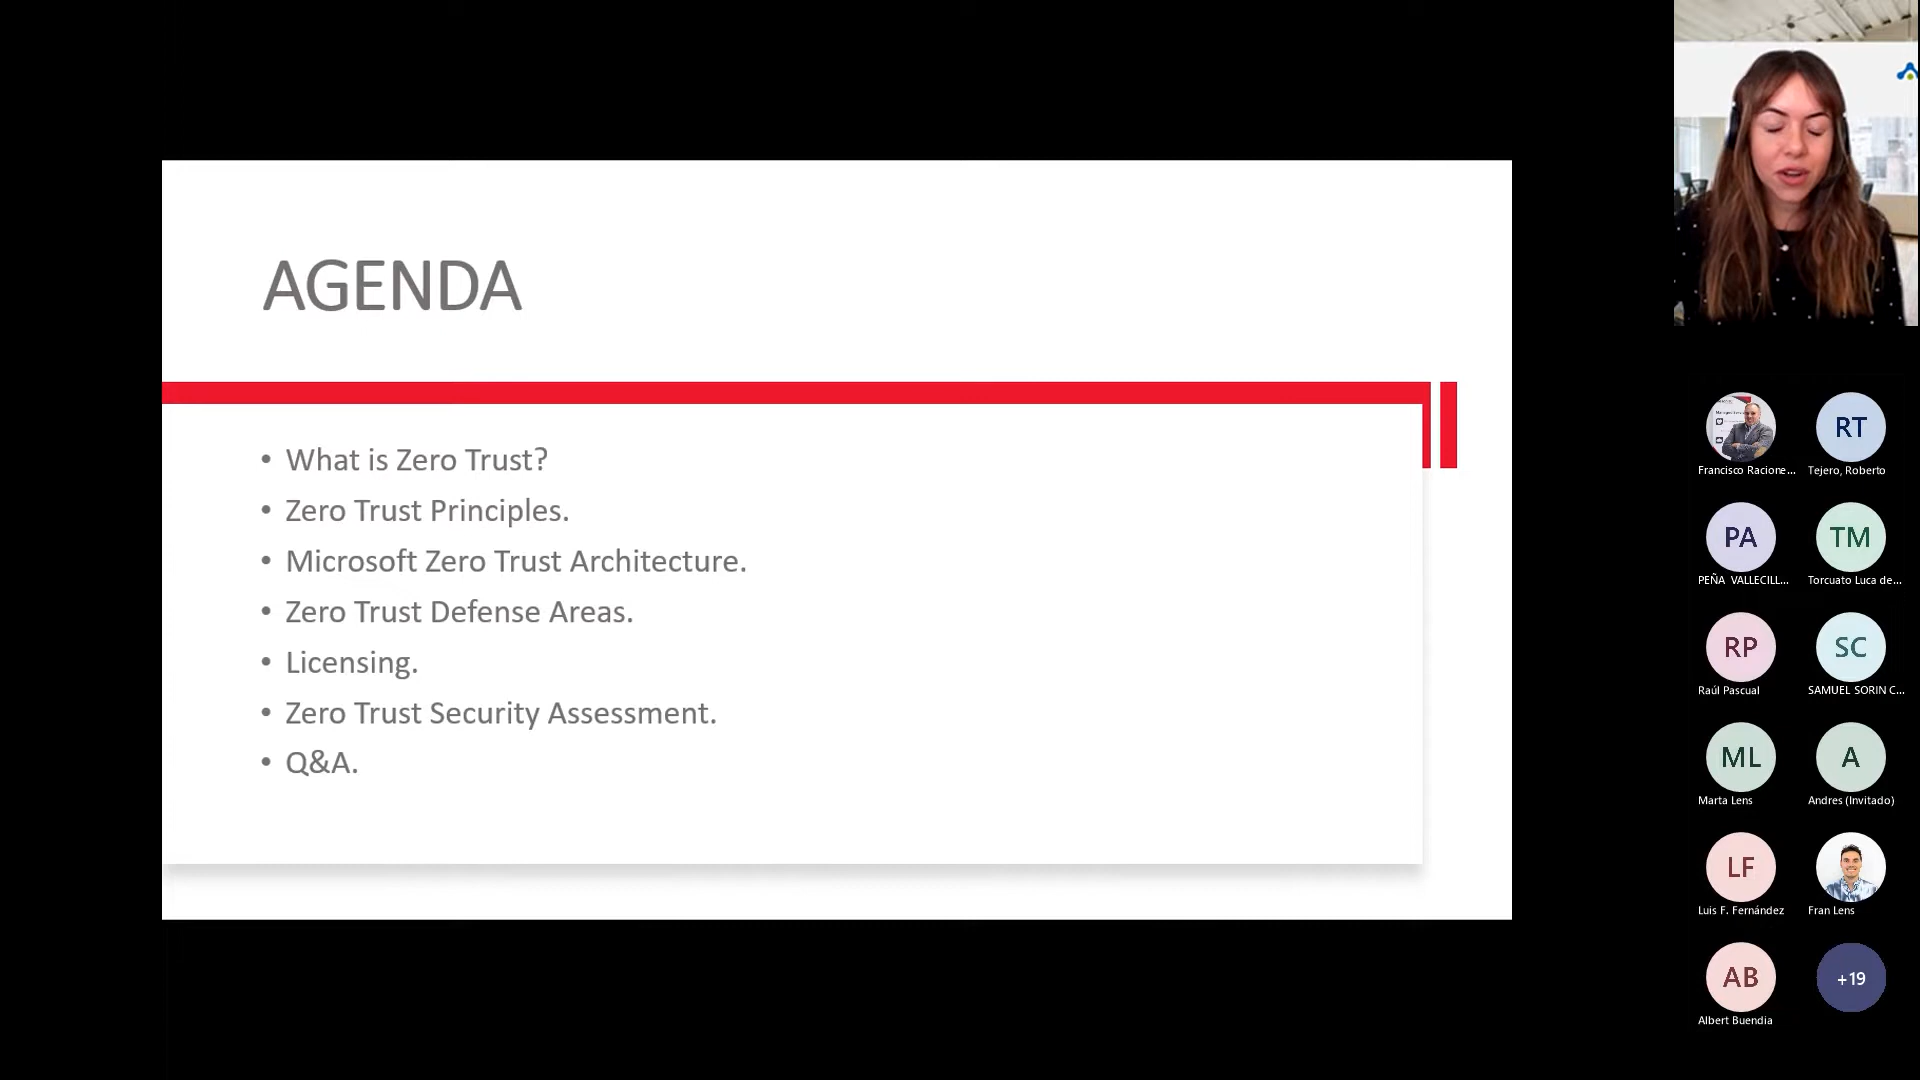 AGENDA
• What is Zero Trust?
• Zero Trust Principles.
• Microsoft Zero Trust Architecture.
• Zero Trust Defense Areas.
• Licensing.
• Zero Trust Security Assessment.
• Q&A.
Francisco Racione...
RT
Tejero, Roberto
PA
PEÑA VALLECILL...
TM
Torcuato Luca de...
RP
Raúl Pascual
SC
SAMUEL SORIN C...
ML
Marta Lens
A
Andres (Invitado)
LF
Luis F. Fernández
Fran Lens
AB
Albert Buendia
+19